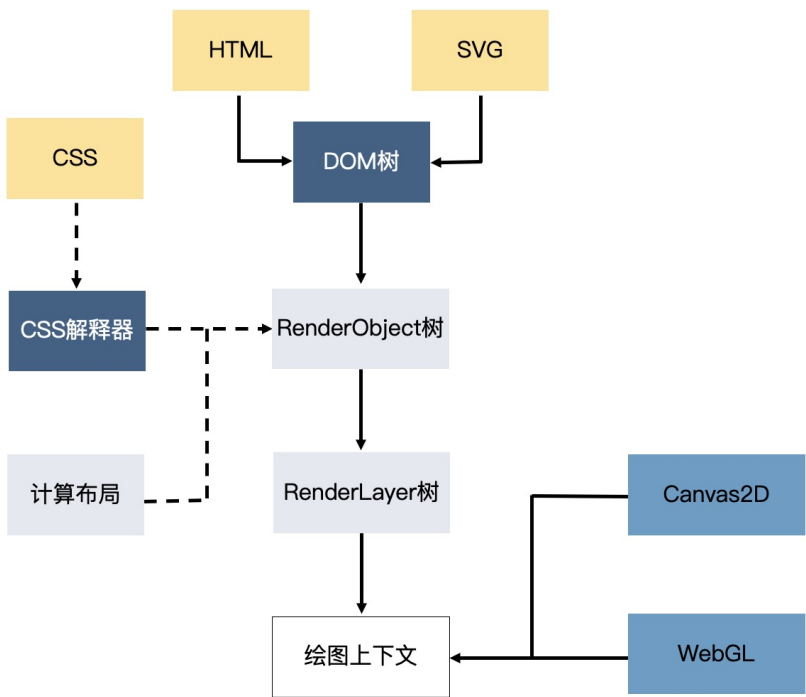 HTML
SVG
CSS
DOM树
CSS解释器
RenderObject树
计算布局
RenderLayer树
Canvas2D
绘图上下文
WebGL